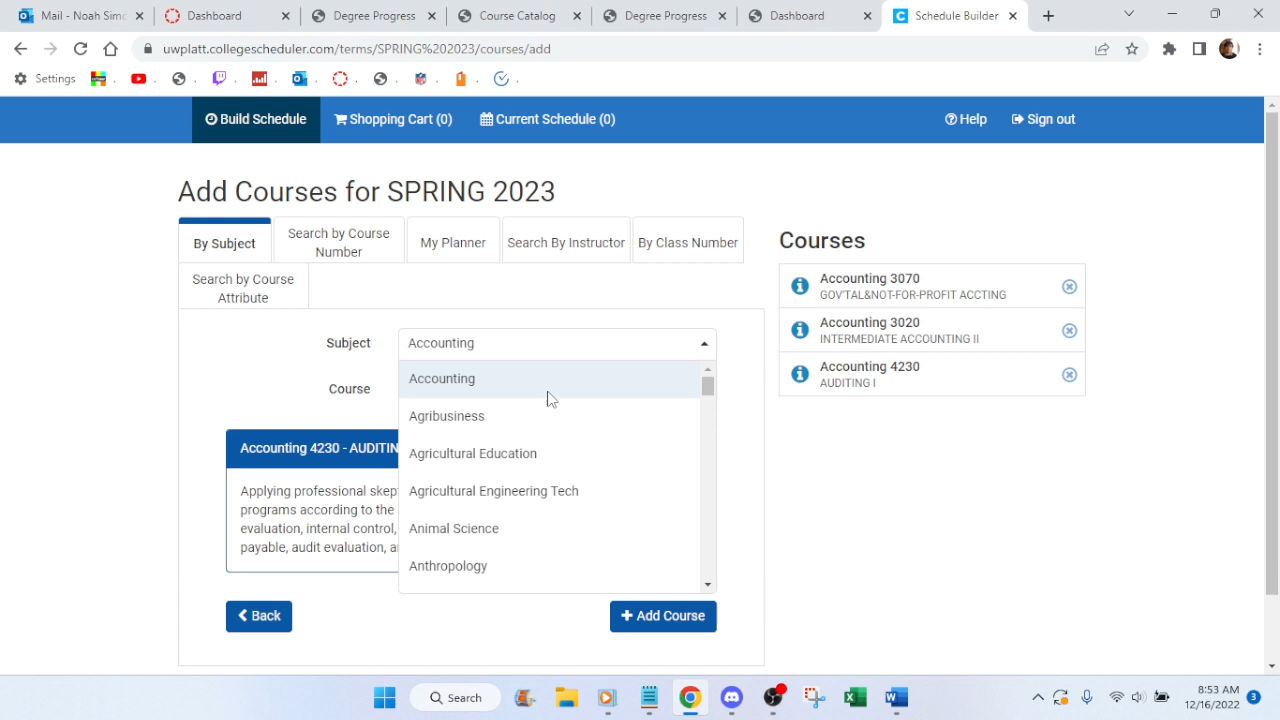 Mail - Noah Simo
Dashboard
Degree Progress
Course Catalog
Degree Progress
Dashboard
Schedule Builder
uwplatt.collegescheduler.com/terms/SPRING%202023/courses/add
Settings
Build Schedule
Shopping Cart (0)
Current Schedule (0)
Help
Sign out
Add Courses for SPRING 2023
By Subject
Search by Course
Number
My Planner
Search By Instructor
By Class Number
Search by Course
Attribute
Courses
Accounting 3070
GOV'TAL&NOT-FOR-PROFIT ACCTING
Accounting 3020
INTERMEDIATE ACCOUNTING II
Accounting 4230
AUDITING I
Subject
Accounting
Course
Accounting
Agribusiness
Agricultural Education
Agricultural Engineering Tech
Animal Science
Anthropology
Accounting 4230 - AUDITIN
Applying professional skep
programs according to the
evaluation, internal control,
payable, audit evaluation, a
Back
+ Add Course
Search
8:53 AM
12/16/2022
3